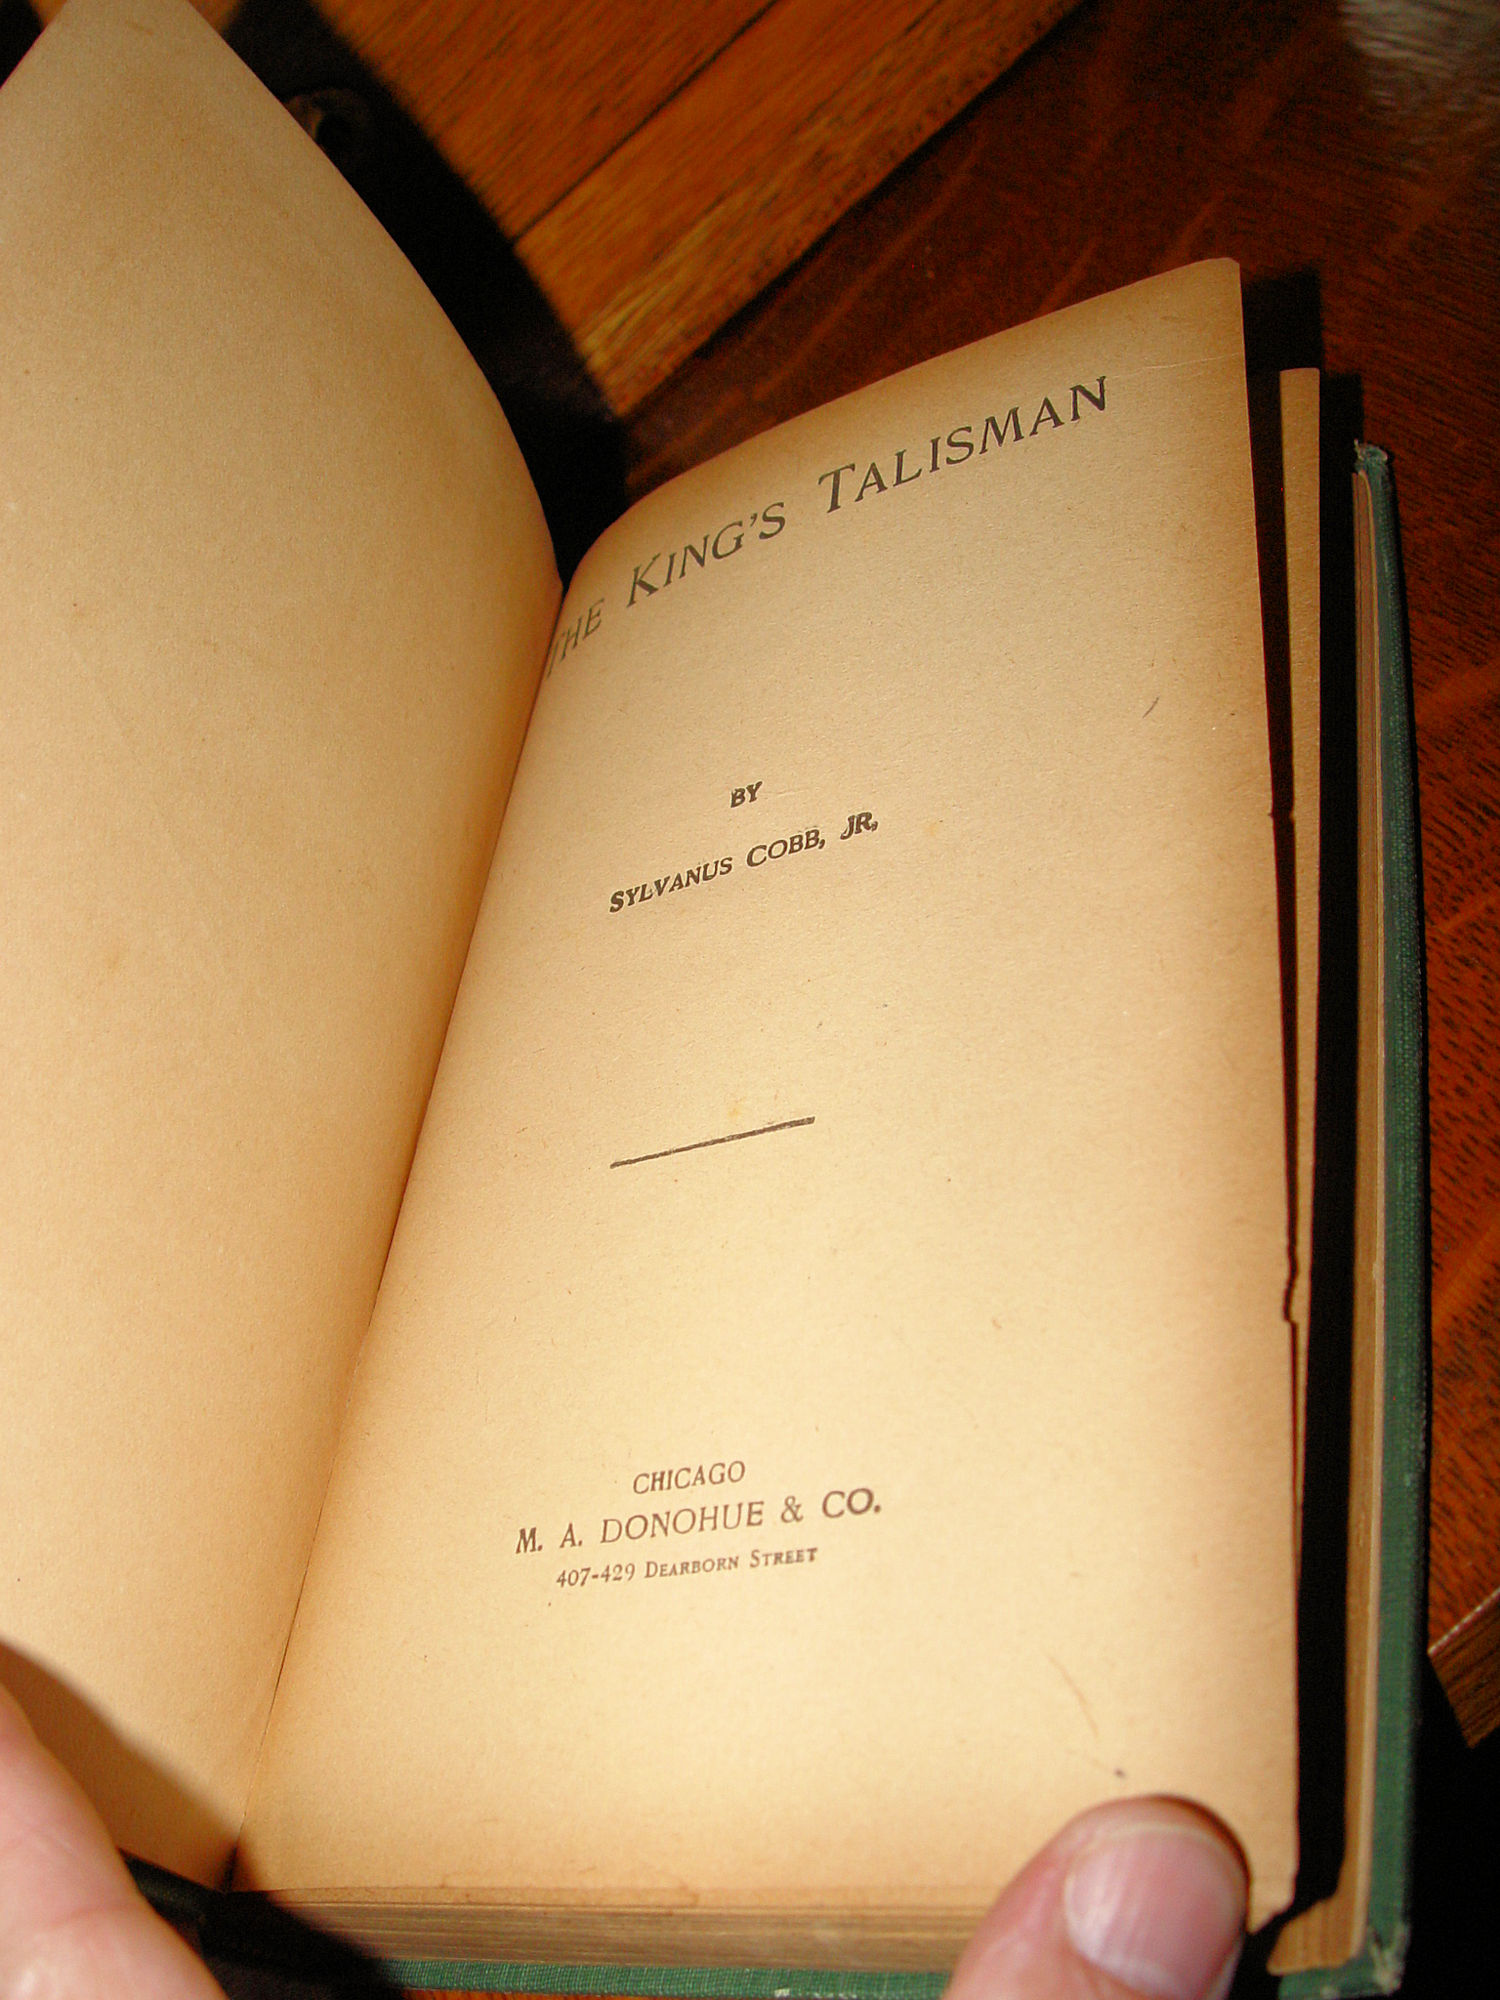 THE KING'S TALISMAN
BY
SYLVANUS COBB, JR,
CHICAGO
M. A. DONOHUE & CO.
407-429 DEARBORN STREET